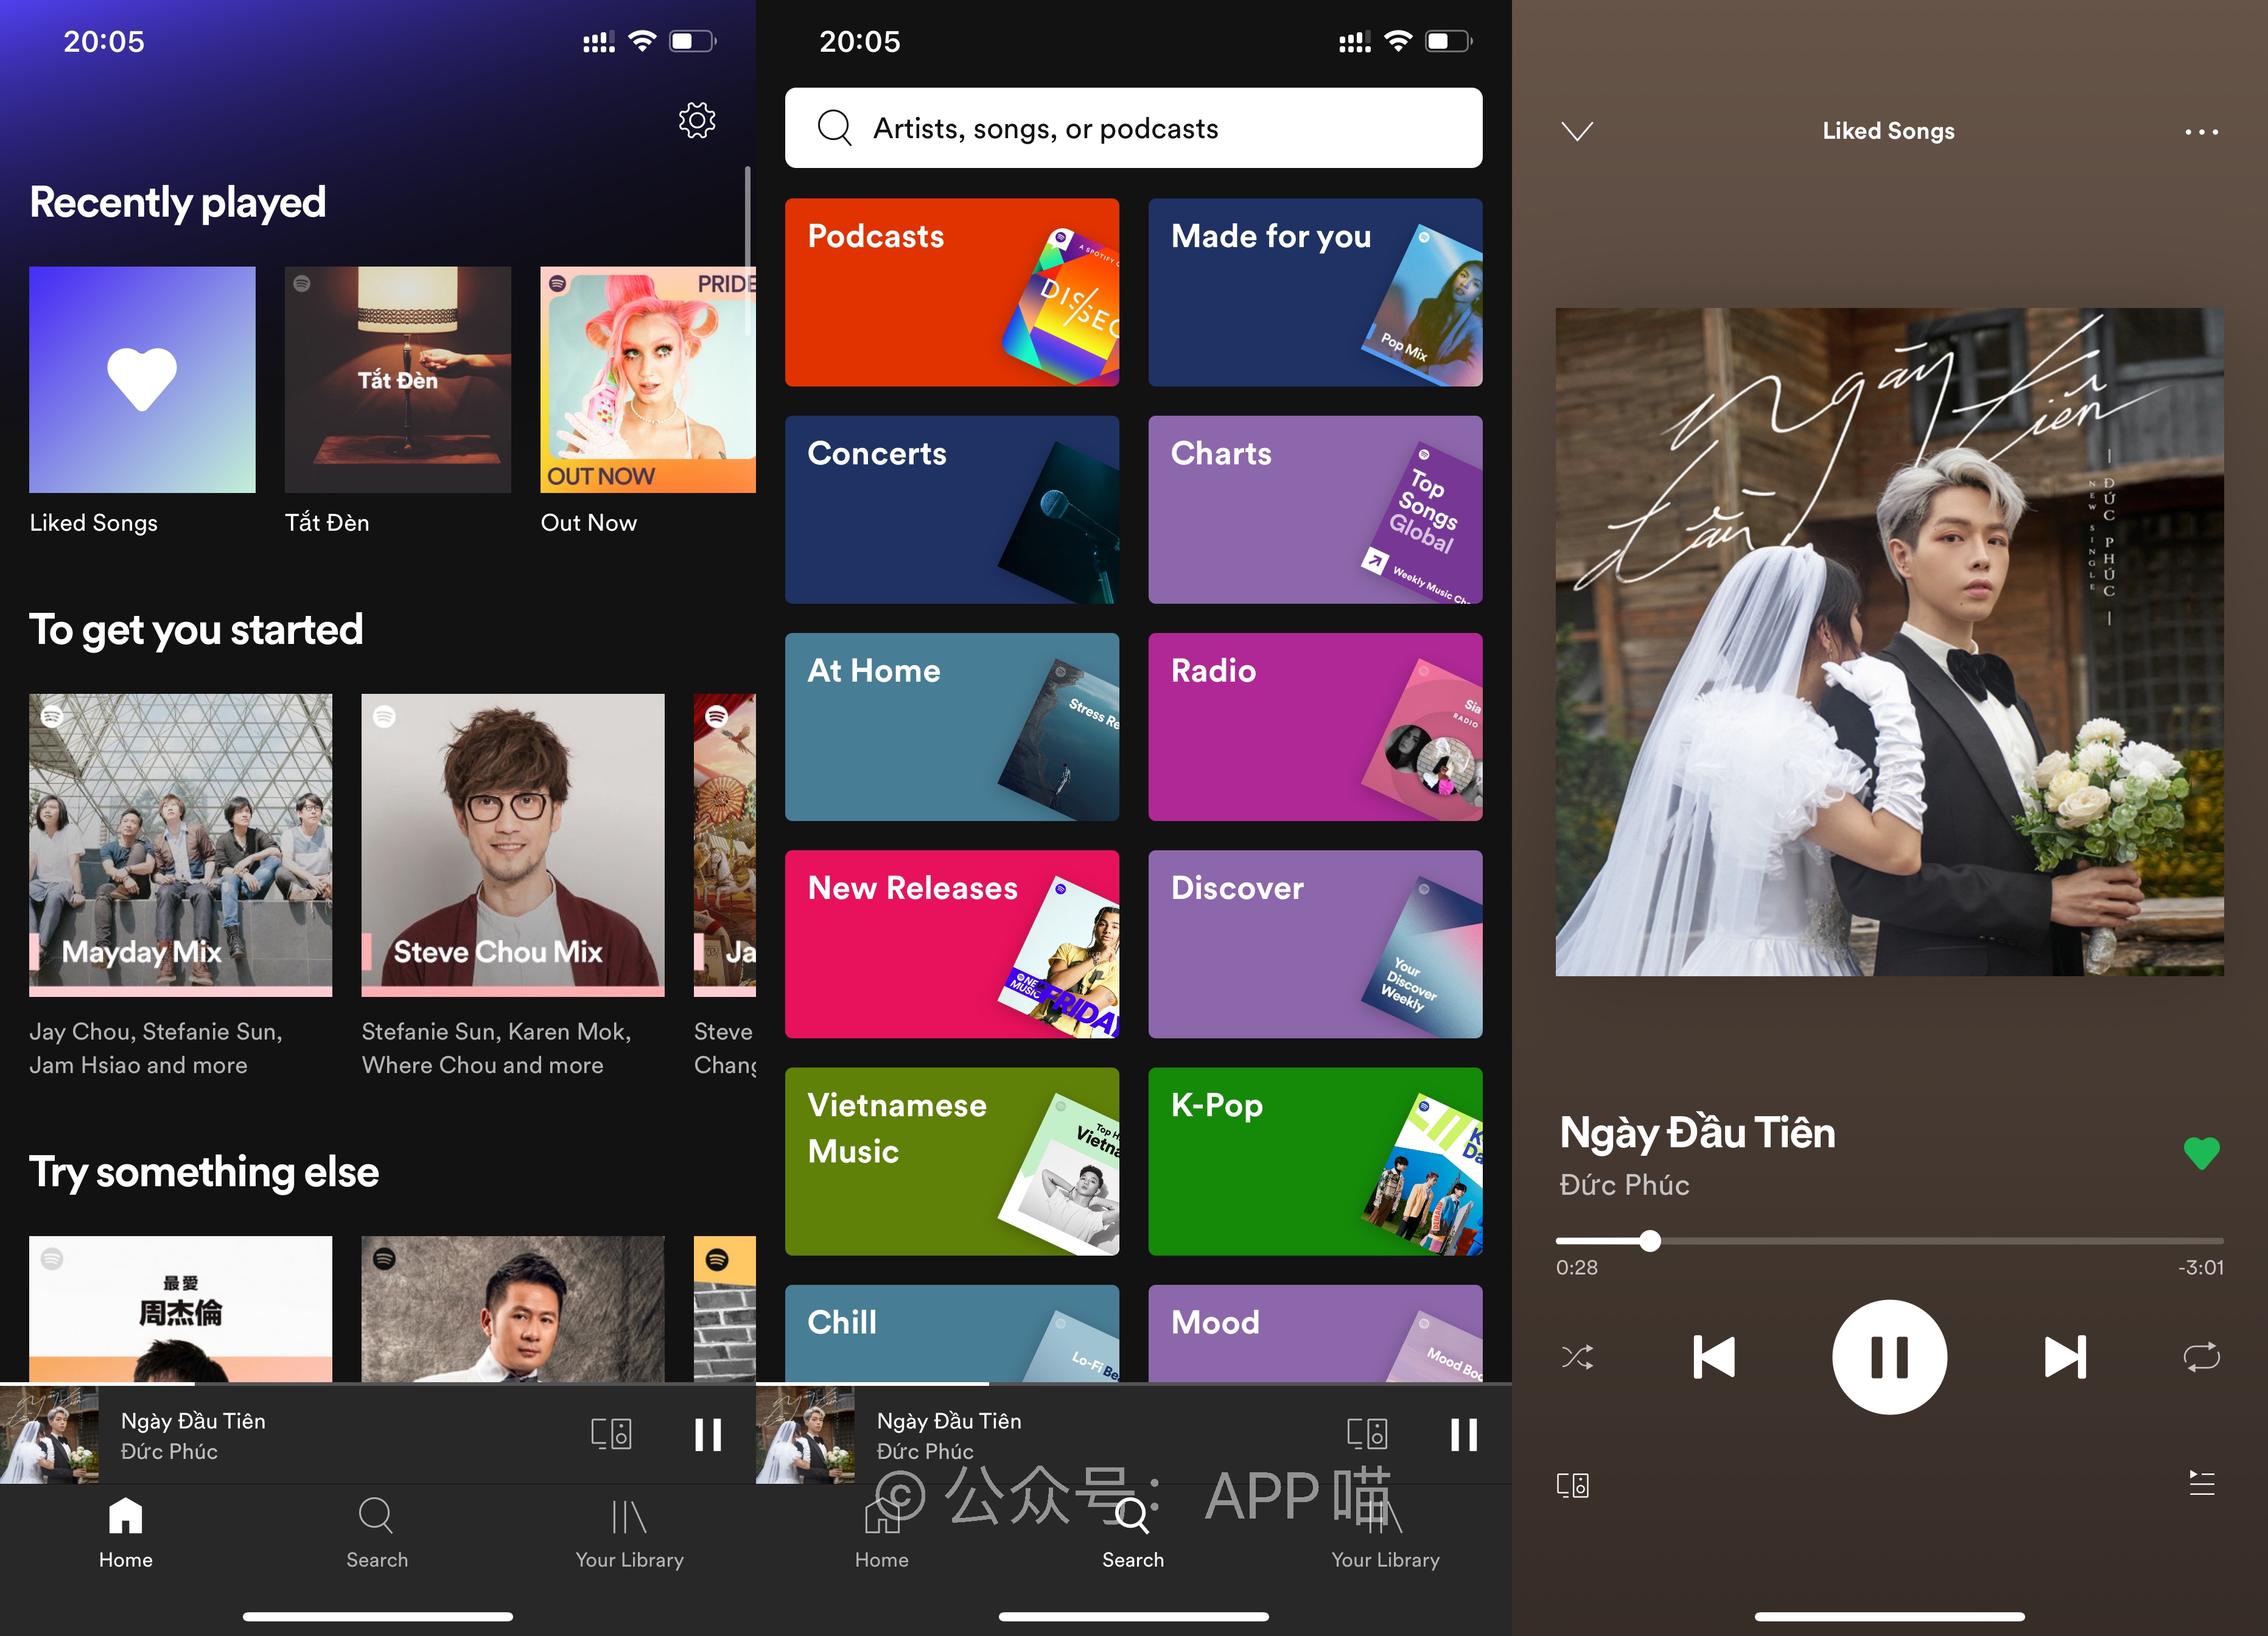 20:05
Recently played
Tắt Đèn
PRIDE
OUT NOW
Liked Songs
Tắt Đèn
Out Now
To get you started
Mayday Mix
Steve Chou Mix
Ja
Jay Chou, Stefanie Sun,
Jam Hsiao and more
Stefanie Sun, Karen Mok,
Where Chou and more
Steve
Chang
Try something else
最愛
周杰倫
Ngày Đầu Tiên
Đức Phúc
Home
Search
Your Library
20:05
Artists, songs, or podcasts
Podcasts
A SPOTIFY
DISSEC
Made for you
Pop Mix
Concerts
Charts
Top
Songs
Global
Weekly Music Ch
At Home
Stress Re
Radio
Sia
RADIO
New Releases
NEW
MUSIC
FRIDAY
Discover
Your
Discover
Weekly
Vietnamese
Music
Top H
Vietna
K-Pop
K-
Da
Chill
Lo-Fi Be
Mood
Mood Boo
Ngày Đầu Tiên
Đức Phúc
© 公众号: APP喵
Home
Search
Your Library
Liked Songs
Ngày đầu tiên
ĐỨC PHÚC
NEW SINGLE
Ngày Đầu Tiên
Đức Phúc
0:28
-3:01